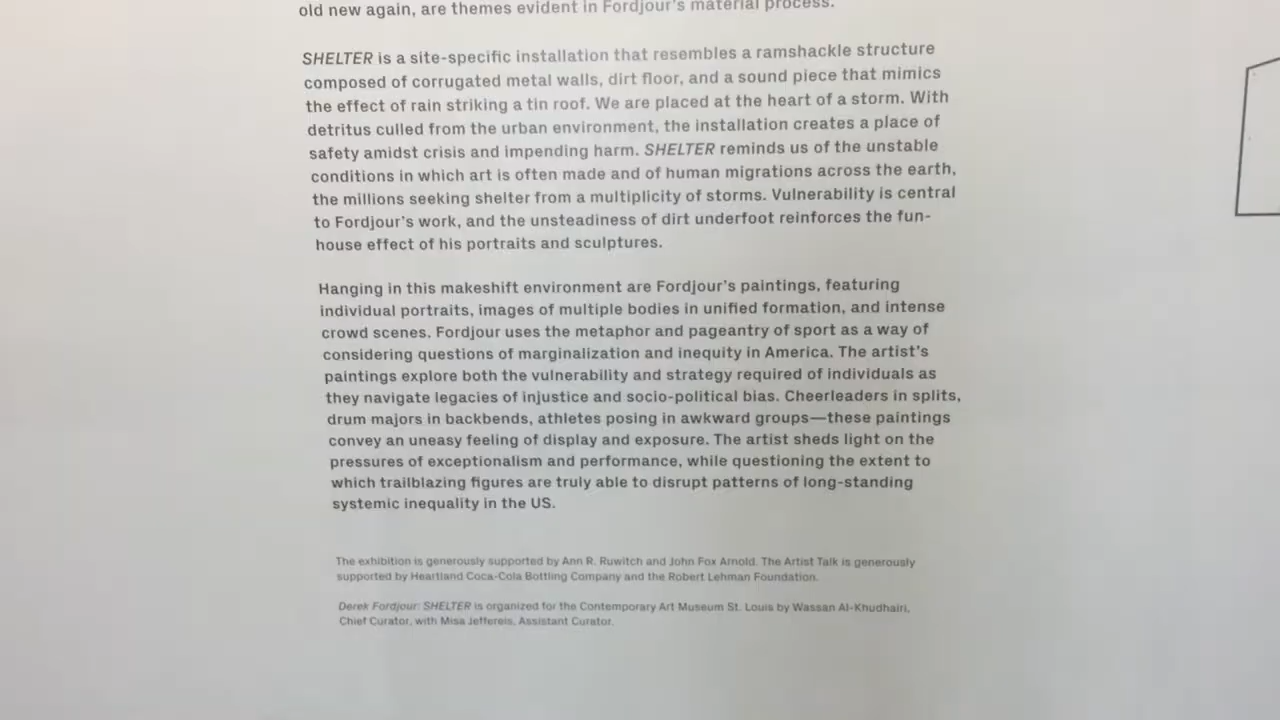 old new again, are themes evident in Fordjour's material process.
SHELTER is a site-specific installation that resembles a ramshackle structure
composed of corrugated metal walls, dirt floor, and a sound piece that mimics
the effect of rain striking a tin roof. We are placed at the heart of a storm. With
detritus culled from the urban environment, the installation creates a place of
safety amidst crisis and impending harm. SHELTER reminds us of the unstable
conditions in which art is often made and of human migrations across the earth,
the millions seeking shelter from a multiplicity of storms. Vulnerability is central
to Fordjour's work, and the unsteadiness of dirt underfoot reinforces the fun-
house effect of his portraits and sculptures.
Hanging in this makeshift environment are Fordjour's paintings, featuring
individual portraits, images of multiple bodies in unified formation, and intense
crowd scenes. Fordjour uses the metaphor and pageantry of sport as a way of
considering questions of marginalization and inequity in America. The artist's
paintings explore both the vulnerability and strategy required of individuals as
they navigate legacies of injustice and socio-political bias. Cheerleaders in splits,
drum majors in backbends, athletes posing in awkward groups—these paintings
convey an uneasy feeling of display and exposure. The artist sheds light on the
pressures of exceptionalism and performance, while questioning the extent to
which trailblazing figures are truly able to disrupt patterns of long-standing
systemic inequality in the US.
The exhibition is generously supported by Ann R. Ruwitch and John Fox Arnold. The Artist Talk is generously
supported by Heartland Coca-Cola Bottling Company and the Robert Lehman Foundation.
Derek Fordjour: SHELTER is organized for the Contemporary Art Museum St. Louis by Wassan Al-Khudhairi,
Chief Curator, with Misa Jeffereis, Assistant Curator.